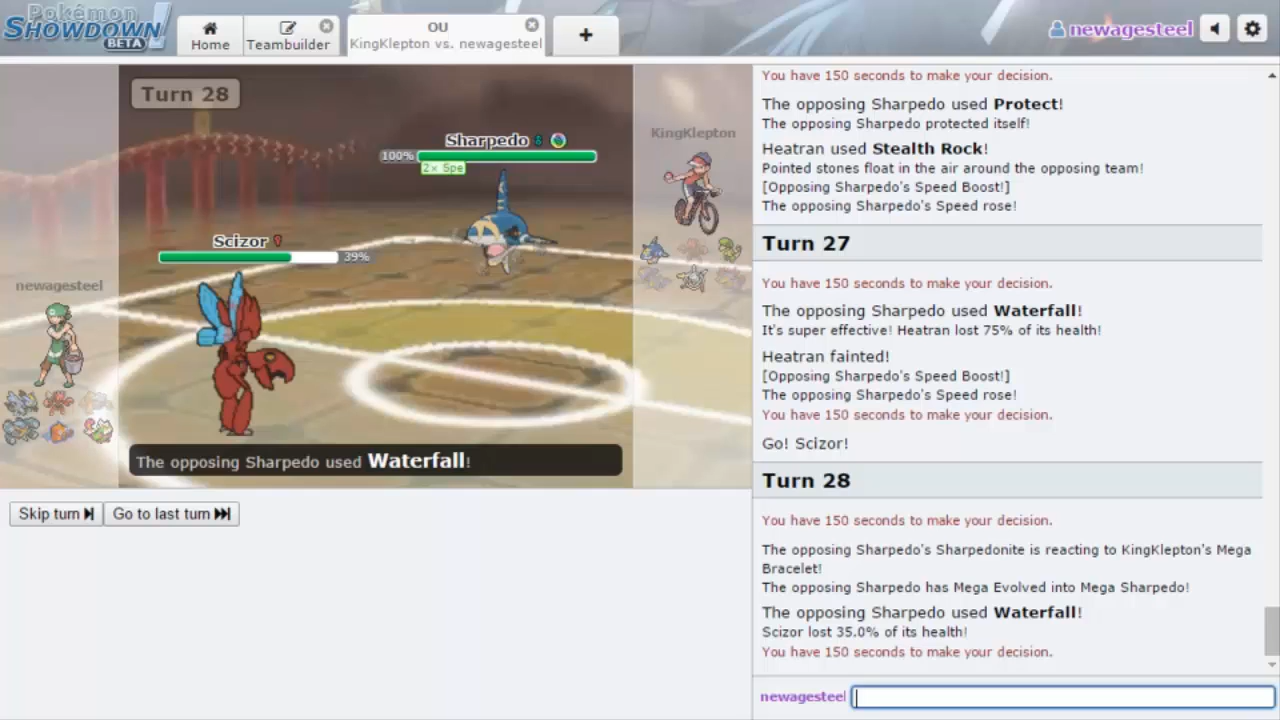 Pokémon
SHOWDOWN!
BETA
Home
Teambuilder
OU
KingKlepton vs. newagesteel
+
newagesteel
Turn 28
Sharpedo
100%
2× Spe
Scizor
39%
newagesteel
KingKlepton
The opposing Sharpedo used Waterfall!
Skip turn
Go to last turn
You have 150 seconds to make your decision.
The opposing Sharpedo used Protect!
The opposing Sharpedo protected itself!
Heatran used Stealth Rock!
Pointed stones float in the air around the opposing team!
[Opposing Sharpedo's Speed Boost!]
The opposing Sharpedo's Speed rose!
Turn 27
You have 150 seconds to make your decision.
The opposing Sharpedo used Waterfall!
It's super effective! Heatran lost 75% of its health!
Heatran fainted!
[Opposing Sharpedo's Speed Boost!]
The opposing Sharpedo's Speed rose!
You have 150 seconds to make your decision.
Go! Scizor!
Turn 28
You have 150 seconds to make your decision.
The opposing Sharpedo's Sharpedonite is reacting to KingKlepton's Mega
Bracelet!
The opposing Sharpedo has Mega Evolved into Mega Sharpedo!
The opposing Sharpedo used Waterfall!
Scizor lost 35.0% of its health!
You have 150 seconds to make your decision.
newagesteel